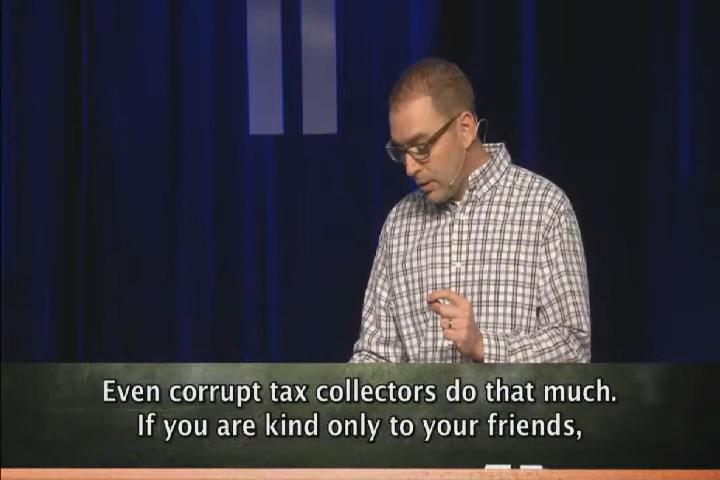 Even corrupt tax collectors do that much.
If you are kind only to your friends,